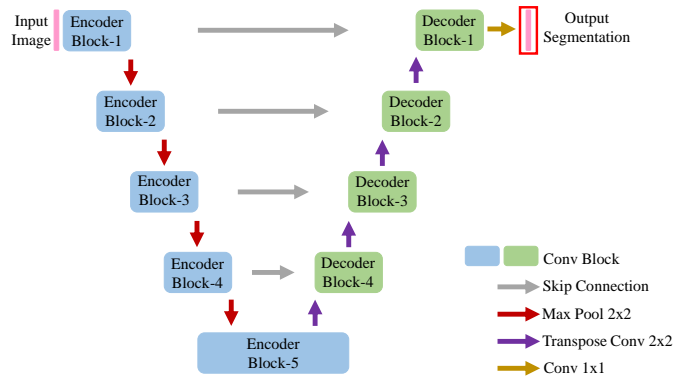 Input
Image
Encoder
Block-1
Decoder
Block-1
Output
Segmentation
Encoder
Block-2
Decoder
Block-2
Encoder
Block-3
Decoder
Block-3
Encoder
Block-4
Decoder
Block-4
Encoder
Block-5
Conv Block
Skip Connection
Max Pool 2x2
Transpose Conv 2x2
Conv 1x1